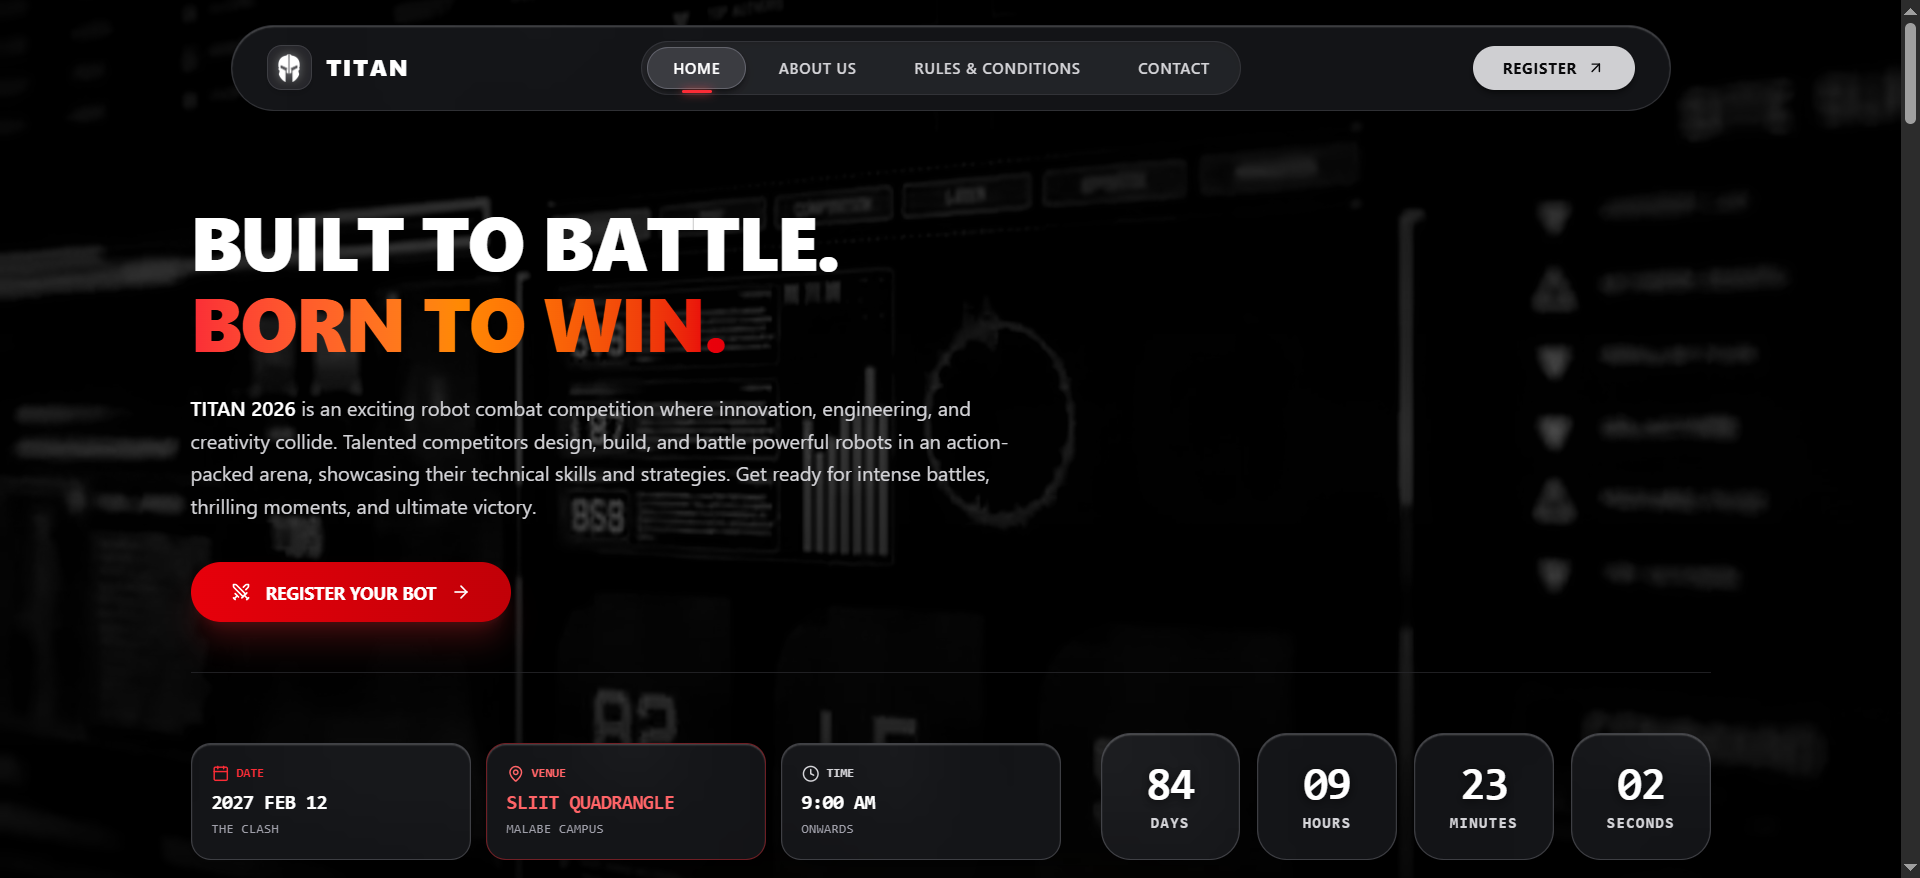 TITAN
HOME
ABOUT US
RULES & CONDITIONS
CONTACT
REGISTER
BUILT TO BATTLE.
BORN TO WIN.
TITAN 2026 is an exciting robot combat competition where innovation, engineering, and
creativity collide. Talented competitors design, build, and battle powerful robots in an action-
packed arena, showcasing their technical skills and strategies. Get ready for intense battles,
thrilling moments, and ultimate victory.
858
REGISTER YOUR BOT
DATE
2027 FEB 12
THE CLASH
VENUE
SLIIT QUADRANGLE
MALABE CAMPUS
TIME
9:00 AM
ONWARDS
84
DAYS
09
HOURS
23
MINUTES
02
SECONDS